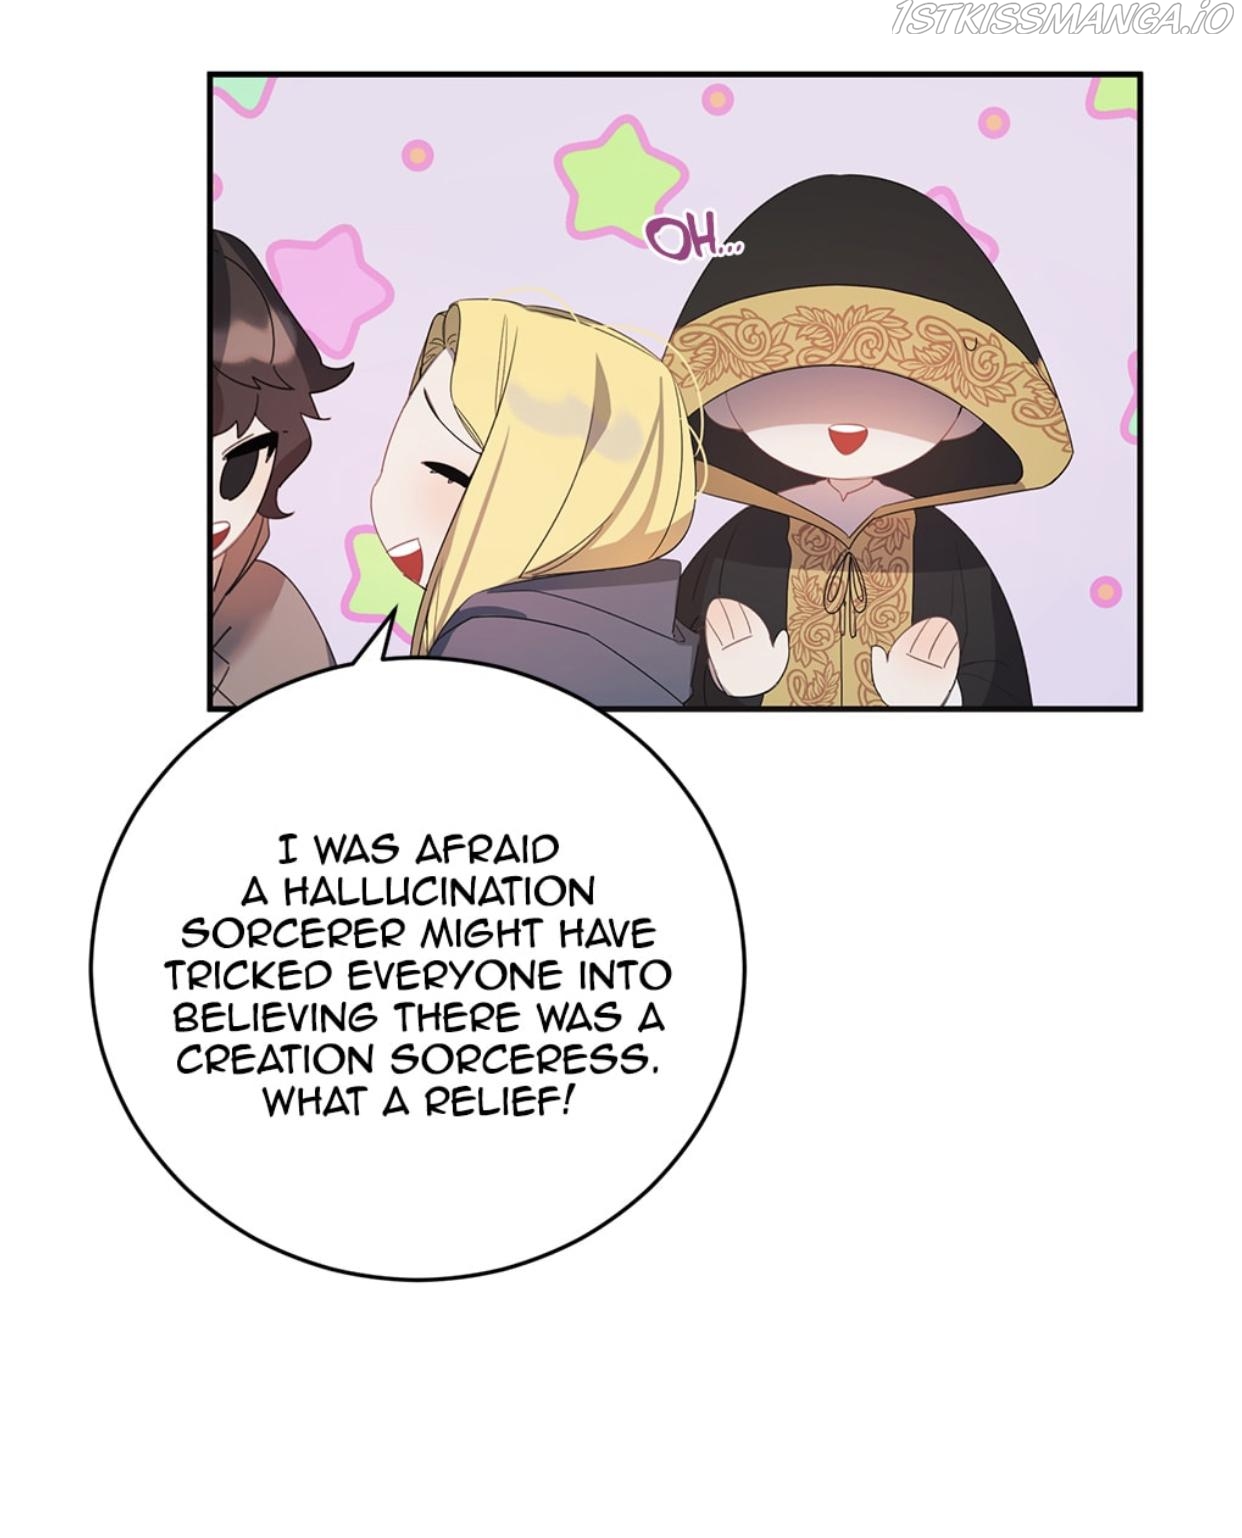 1STKISSMANGA.iO
OH...
I WAS AFRAID
A HALLUCINATION
SORCERER MIGHT HAVE
TRICKED EVERYONE INTO
BELIEVING THERE WAS A
CREATION SORCERESS.
WHAT A RELIEF!